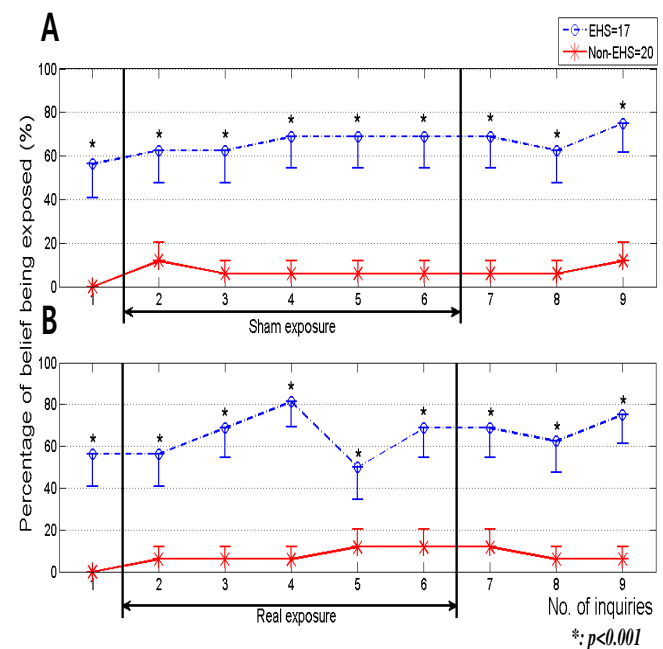 A
EHS=17
Non-EHS=20
Percentage of belief being exposed (%)
100
80
60
40
20
0
* * * * * * * * *
1 2 3 4 5 6 7 8 9
Sham exposure
B
100
80
60
40
20
0
* * * * * * * * *
1 2 3 4 5 6 7 8 9
Real exposure
No. of inquiries
*: p<0.001